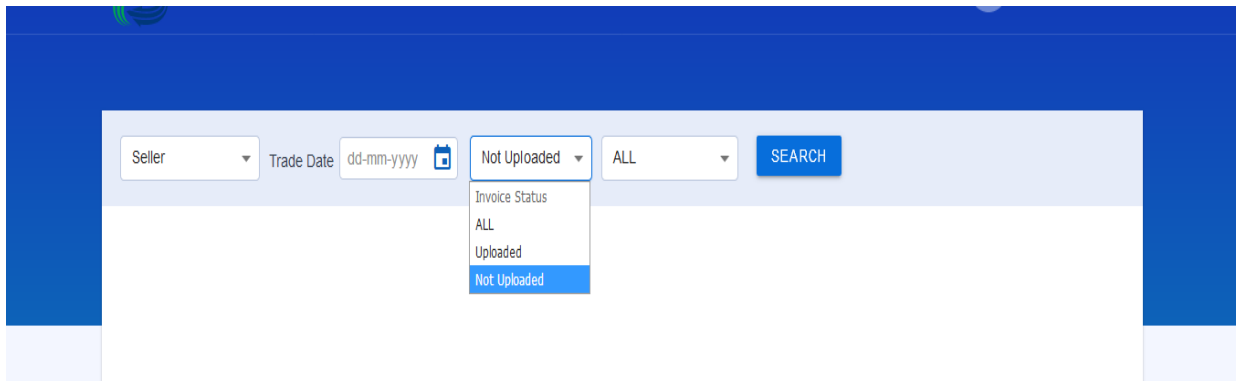 Seller
Trade Date
dd-mm-yyyy
Not Uploaded
ALL
SEARCH
Invoice Status
ALL
Uploaded
Not Uploaded